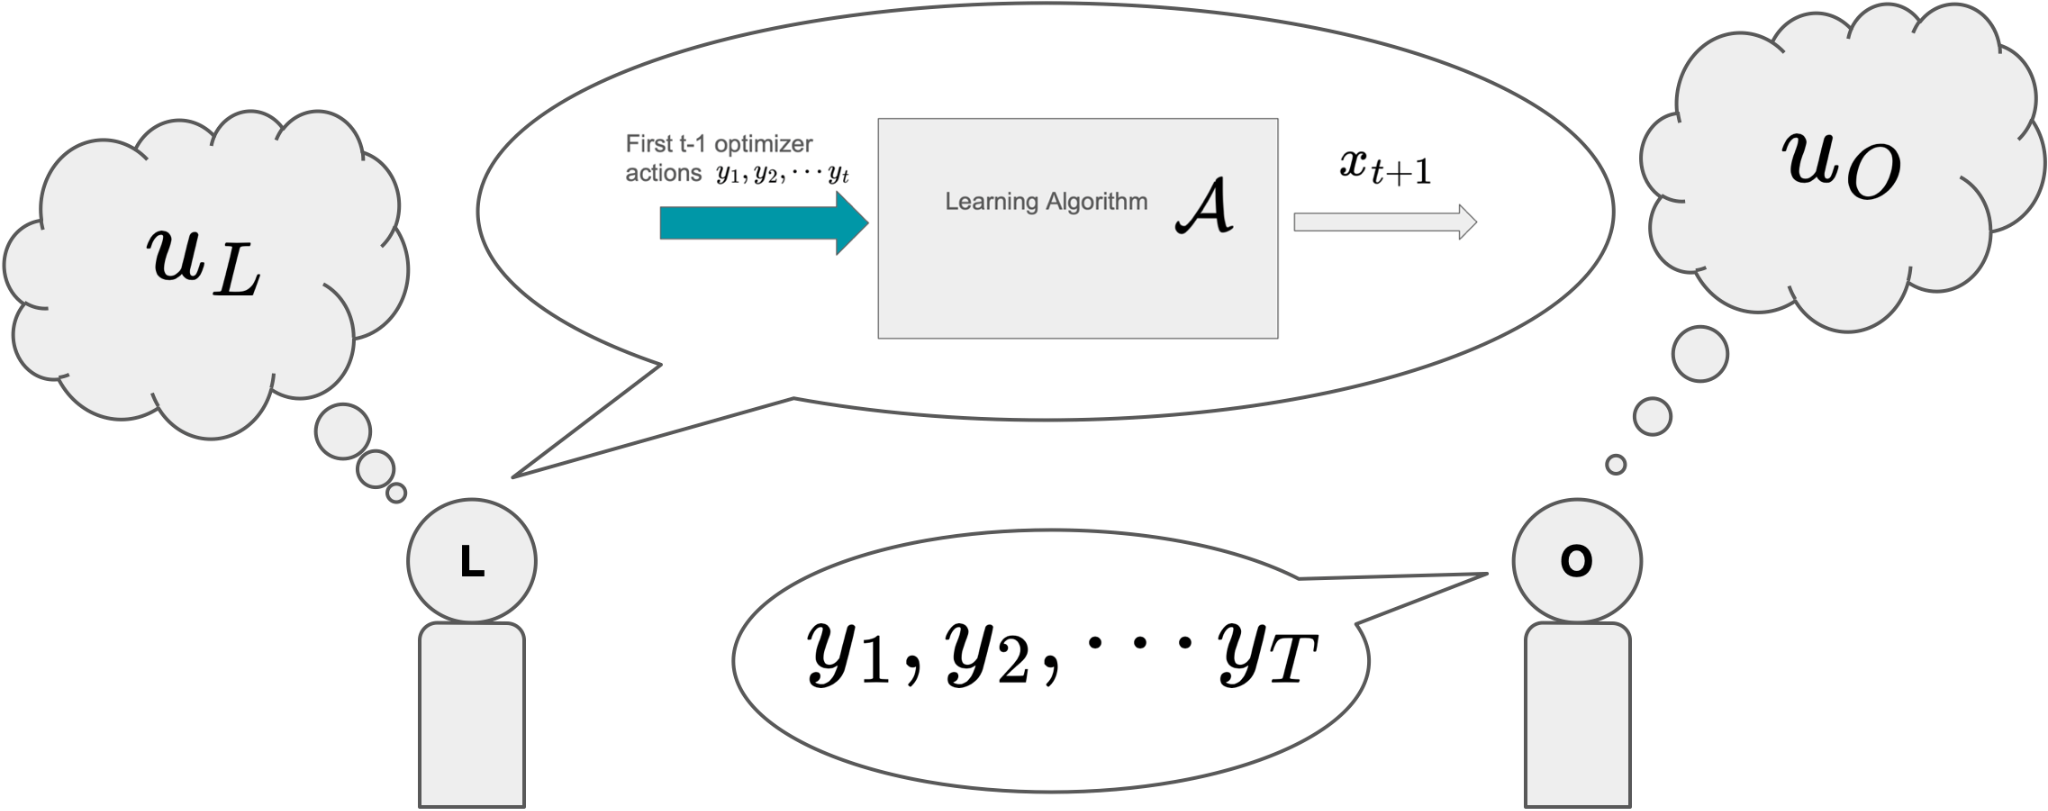 u_L
First t-1 optimizer
actions y_1, y_2, ⋯ y_t
Learning Algorithm 𝒜
x_{t+1}
u_O
L
O
y_1, y_2, ⋯ y_T